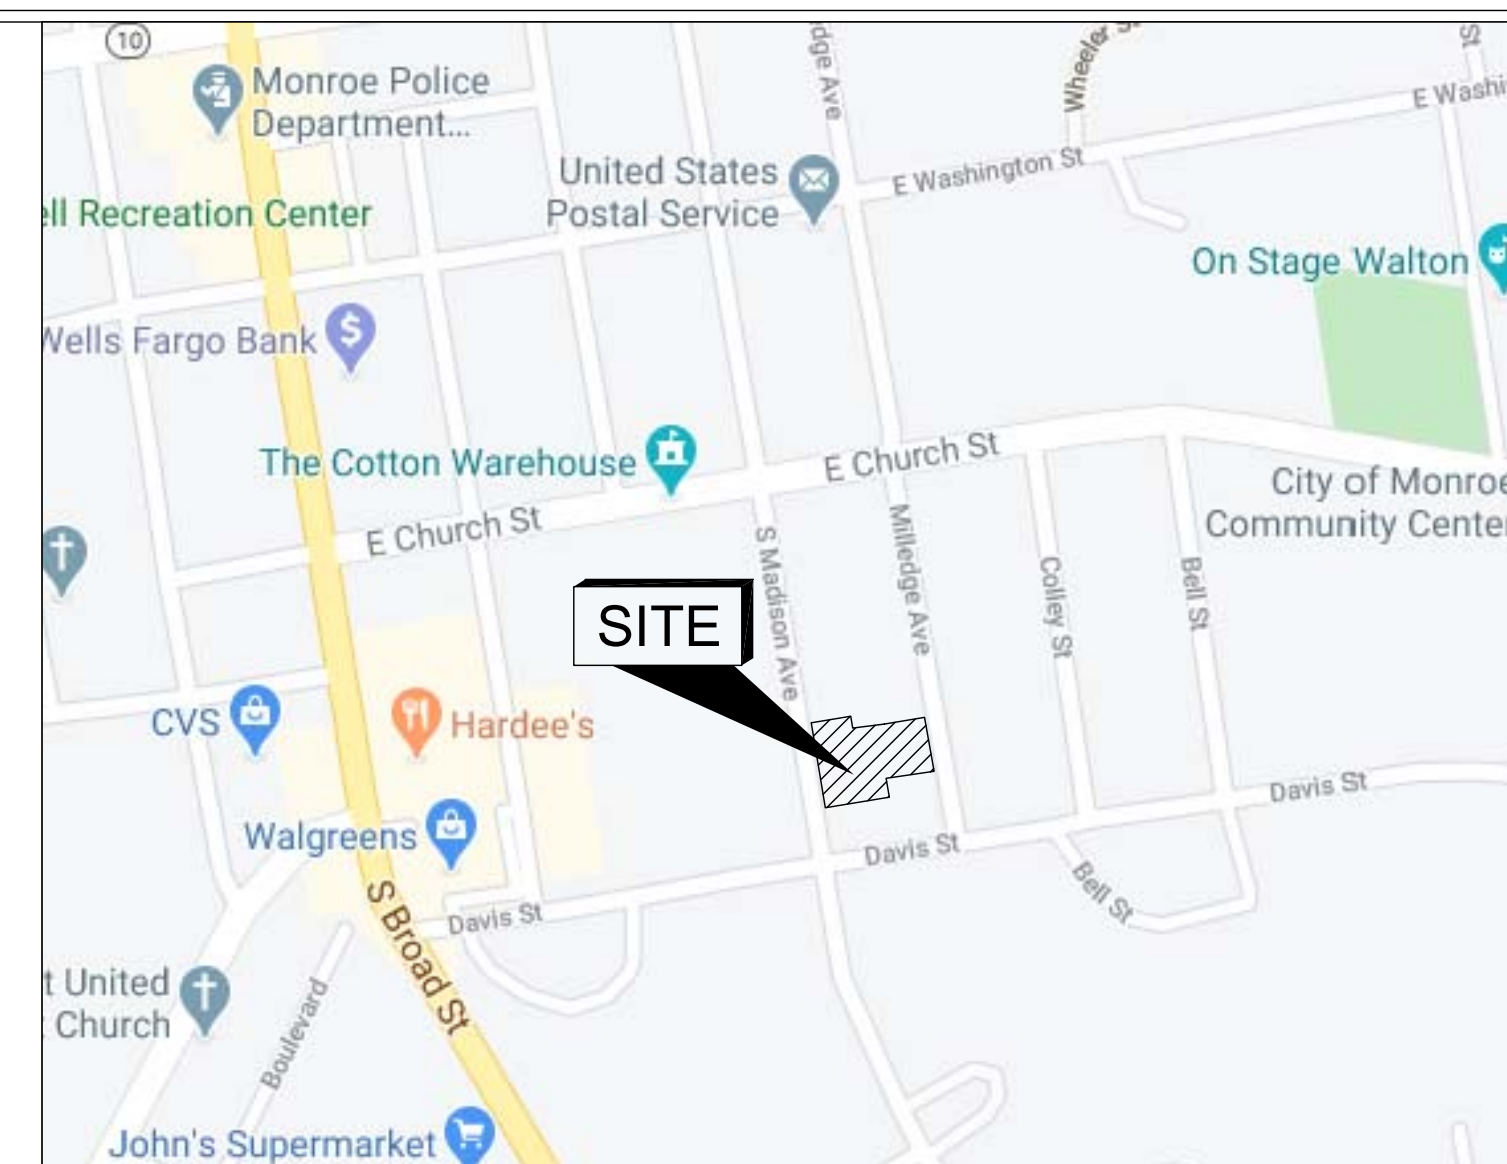 10
Monroe Police
Department...
dge Ave
Wheeler St
St
E Washi
United States
Postal Service
E Washington St
ell Recreation Center
On Stage Walton
Wells Fargo Bank
The Cotton Warehouse
E Church St
E Church St
City of Monroe
Community Center
S Madison Ave
Milledge Ave
Colley St
Bell St
SITE
CVS
Hardee's
Walgreens
Davis St
Davis St
Davis St
Bell St
S Broad St
t United
Church
Boulevard
John's Supermarket